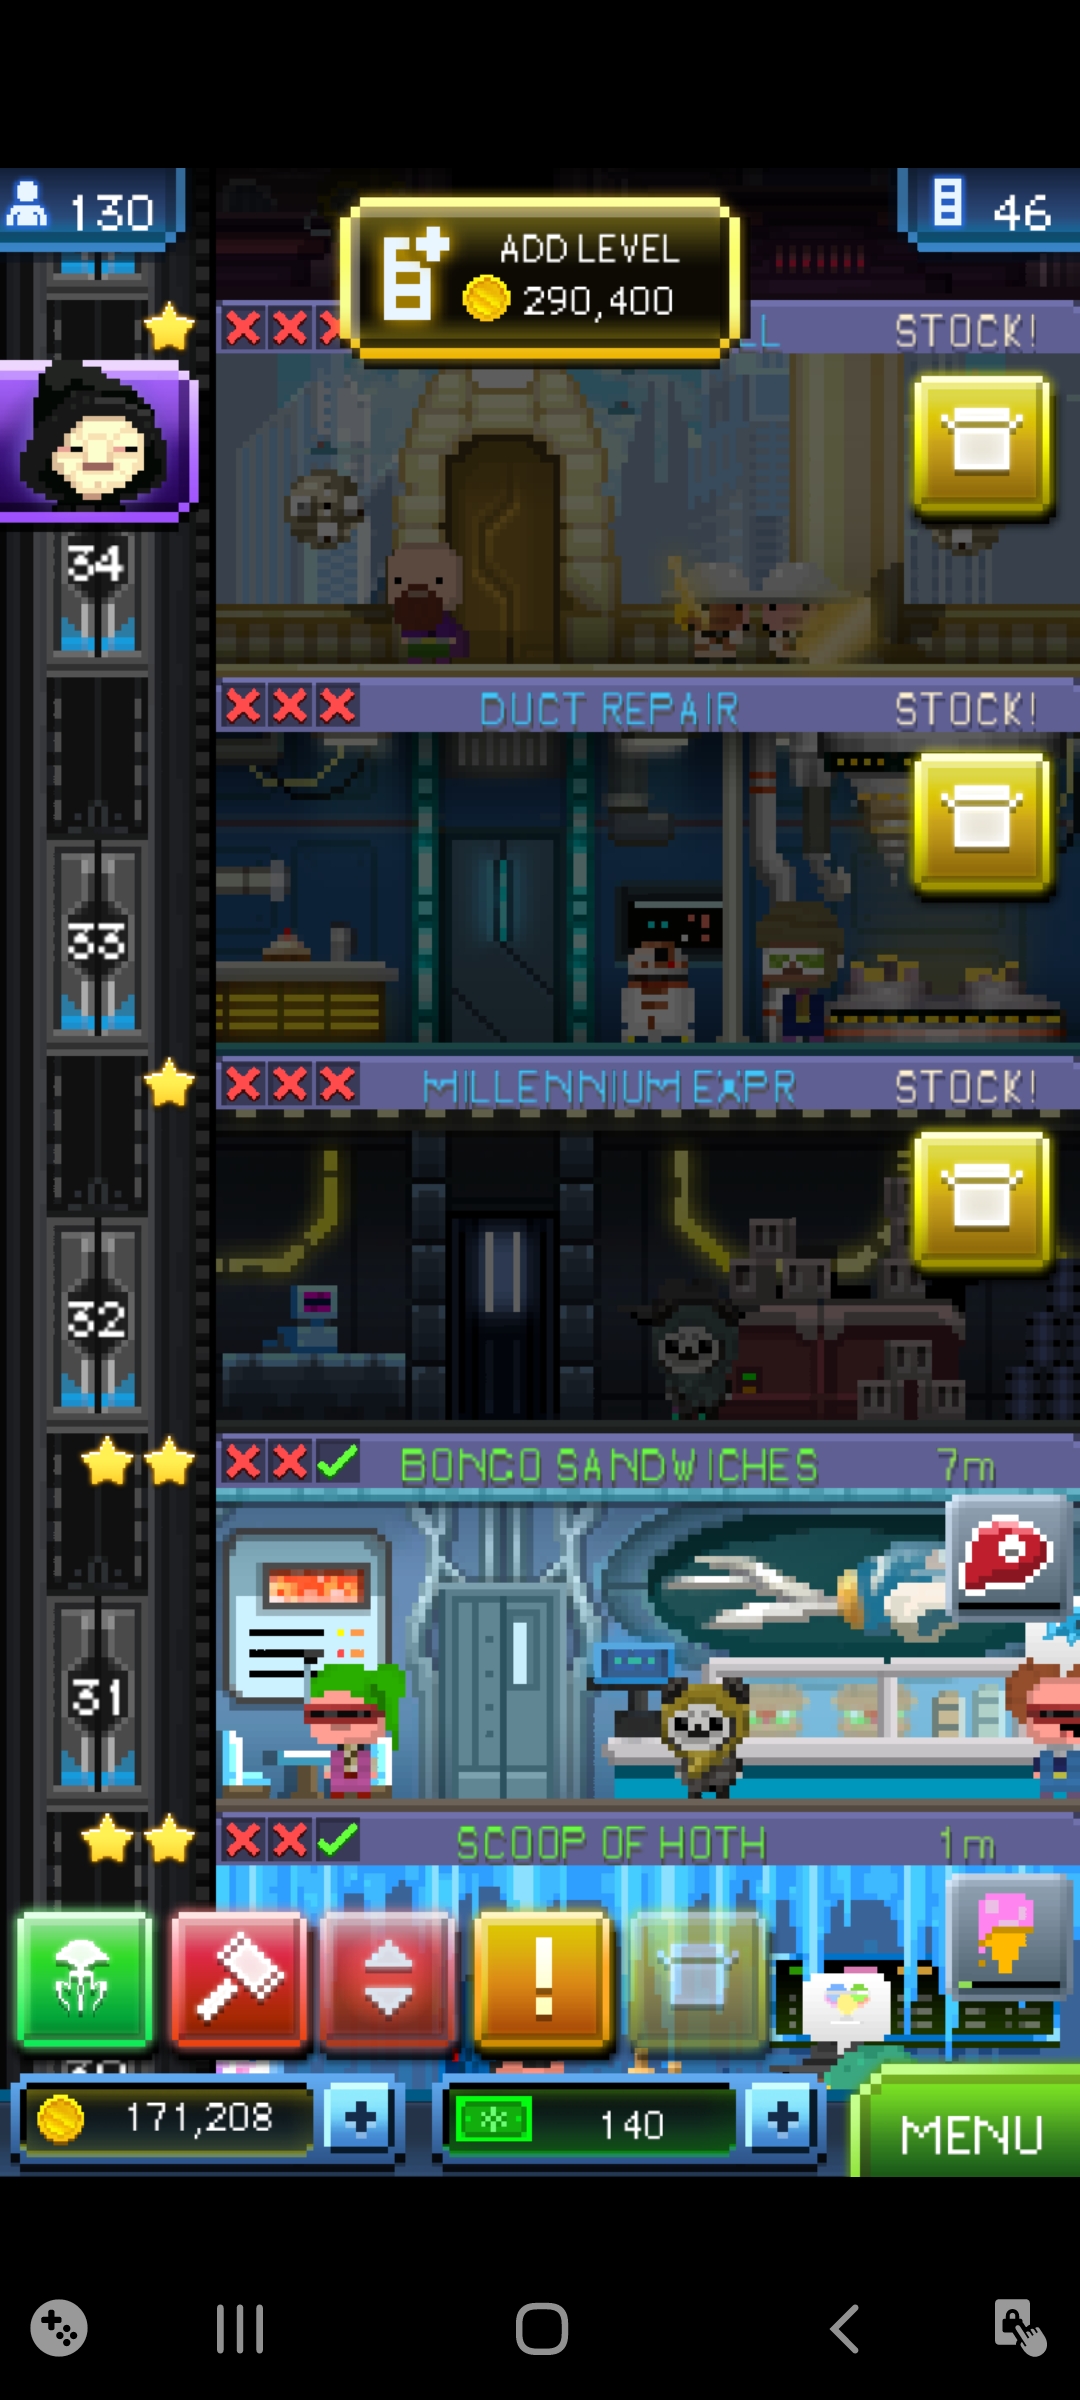 130
46
ADD LEVEL
290,400
STOCK!
34
DUCT REPAIR STOCK!
33
MILLENNIUM EXPR STOCK!
32
BONGO SANDWICHES 7m
31
SCOOP OF HOTH 1m
171,208
140
MENU